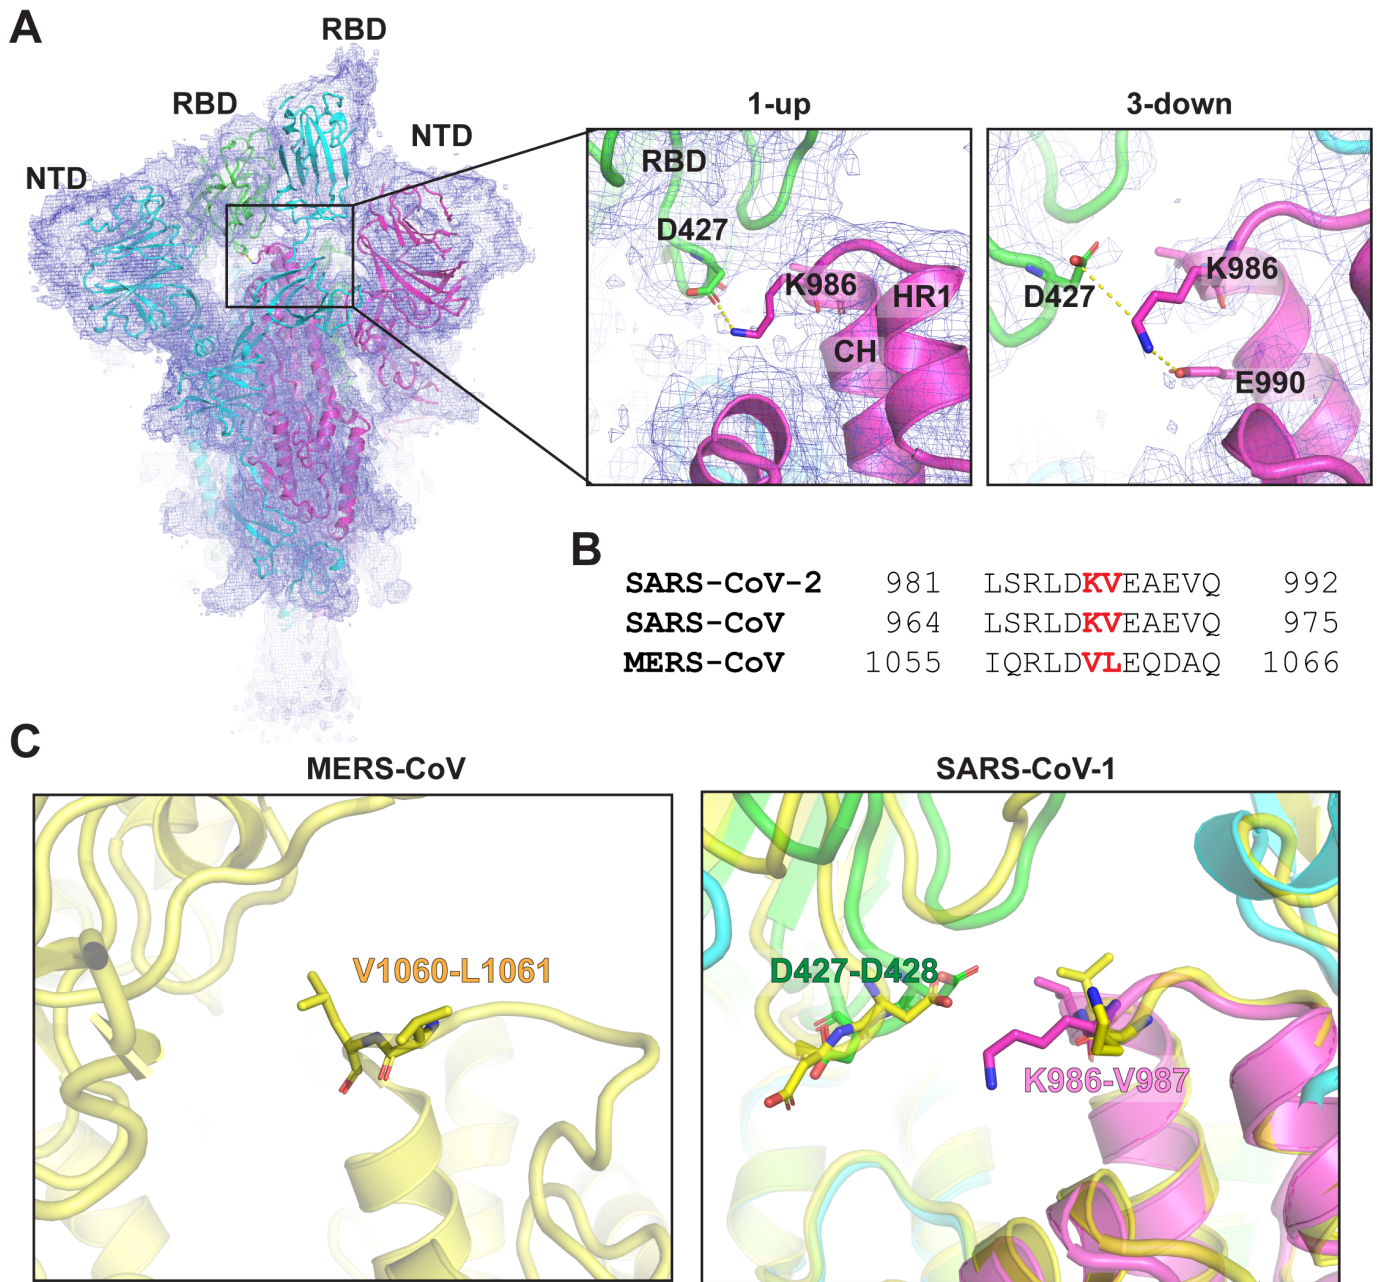 A
RBD
RBD
NTD
NTD
1-up
3-down
RBD
D427
K986
HR1
CH
D427
K986
E990
B
SARS-CoV-2 981 LSRLDKVEAEVQ 992
SARS-CoV 964 LSRLDKVEAEVQ 975
MERS-CoV 1055 IQRLDVLEQDAQ 1066
C
MERS-CoV
SARS-CoV-1
V1060-L1061
D427-D428
K986-V987